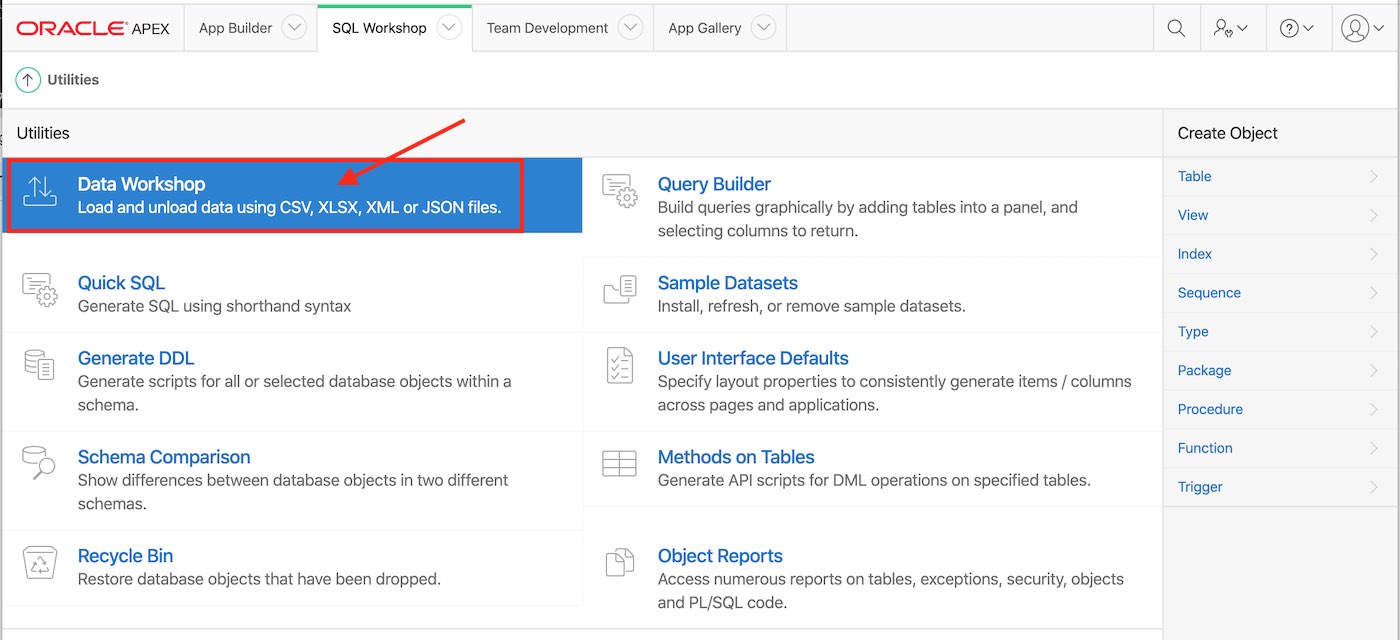 ORACLE APEX App Builder SQL Workshop Team Development App Gallery
Utilities
Utilities
Data Workshop
Load and unload data using CSV, XLSX, XML or JSON files.
Query Builder
Build queries graphically by adding tables into a panel, and
selecting columns to return.
Quick SQL
Generate SQL using shorthand syntax
Sample Datasets
Install, refresh, or remove sample datasets.
Generate DDL
Generate scripts for all or selected database objects within a
schema.
User Interface Defaults
Specify layout properties to consistently generate items / columns
across pages and applications.
Schema Comparison
Show differences between database objects in two different
schemas.
Methods on Tables
Generate API scripts for DML operations on specified tables.
Recycle Bin
Restore database objects that have been dropped.
Object Reports
Access numerous reports on tables, exceptions, security, objects
and PL/SQL code.
Create Object
Table
View
Index
Sequence
Type
Package
Procedure
Function
Trigger